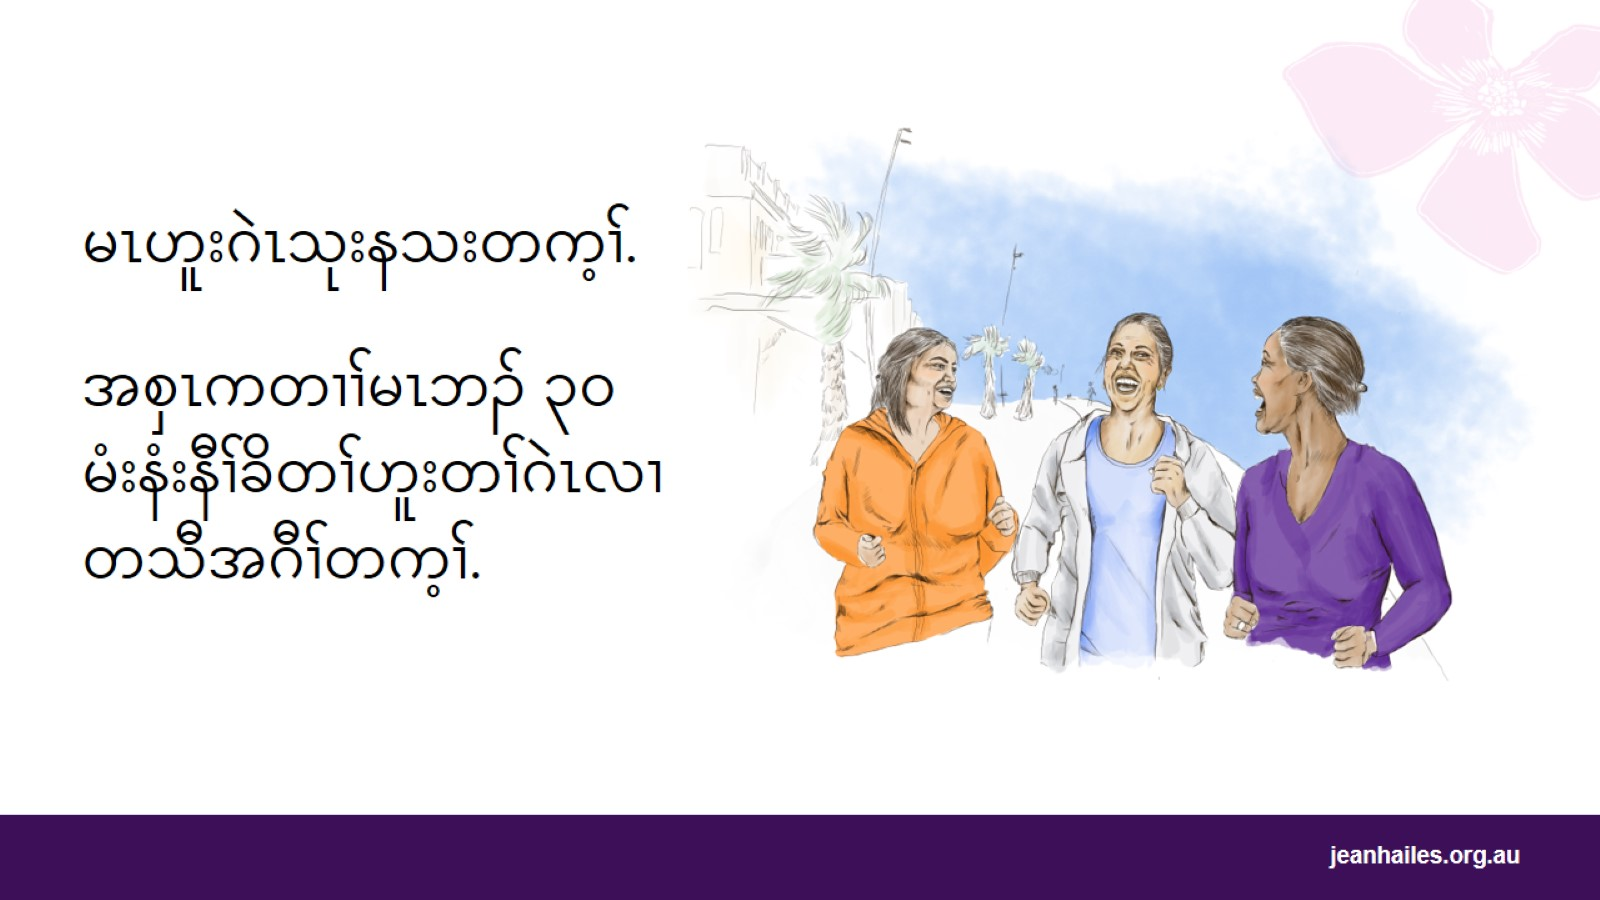 မၤဟူးဂဲၤသုးနသးတက့ၢ်.
အစှၤကတၢၢ်မၤဘၣ် ၃၀
မံးနံးနီၢ်ခိတၢ်ဟူးတၢ်ဂဲၤလၢ
တသီအဂီၢ်တက့ၢ်.
jeanhailes.org.au